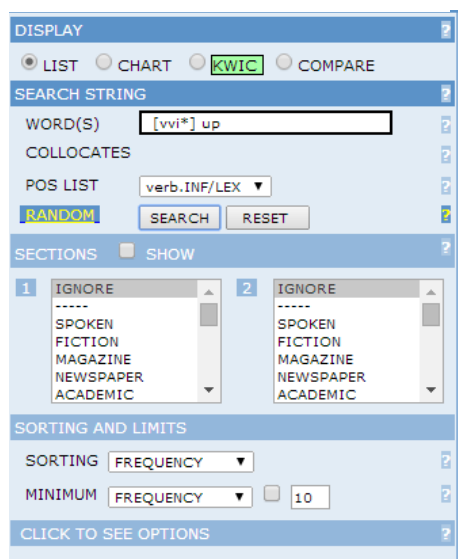 DISPLAY ?
LIST CHART KWIC COMPARE
SEARCH STRING ?
WORD(S) [vvi*] up ?
COLLOCATES ?
POS LIST verb.INF/LEX ?
RANDOM SEARCH RESET ?
SECTIONS SHOW ?
1 IGNORE 2 IGNORE
----- -----
SPOKEN SPOKEN
FICTION FICTION
MAGAZINE MAGAZINE
NEWSPAPER NEWSPAPER
ACADEMIC ACADEMIC
SORTING AND LIMITS
SORTING FREQUENCY ?
MINIMUM FREQUENCY 10 ?
CLICK TO SEE OPTIONS ?